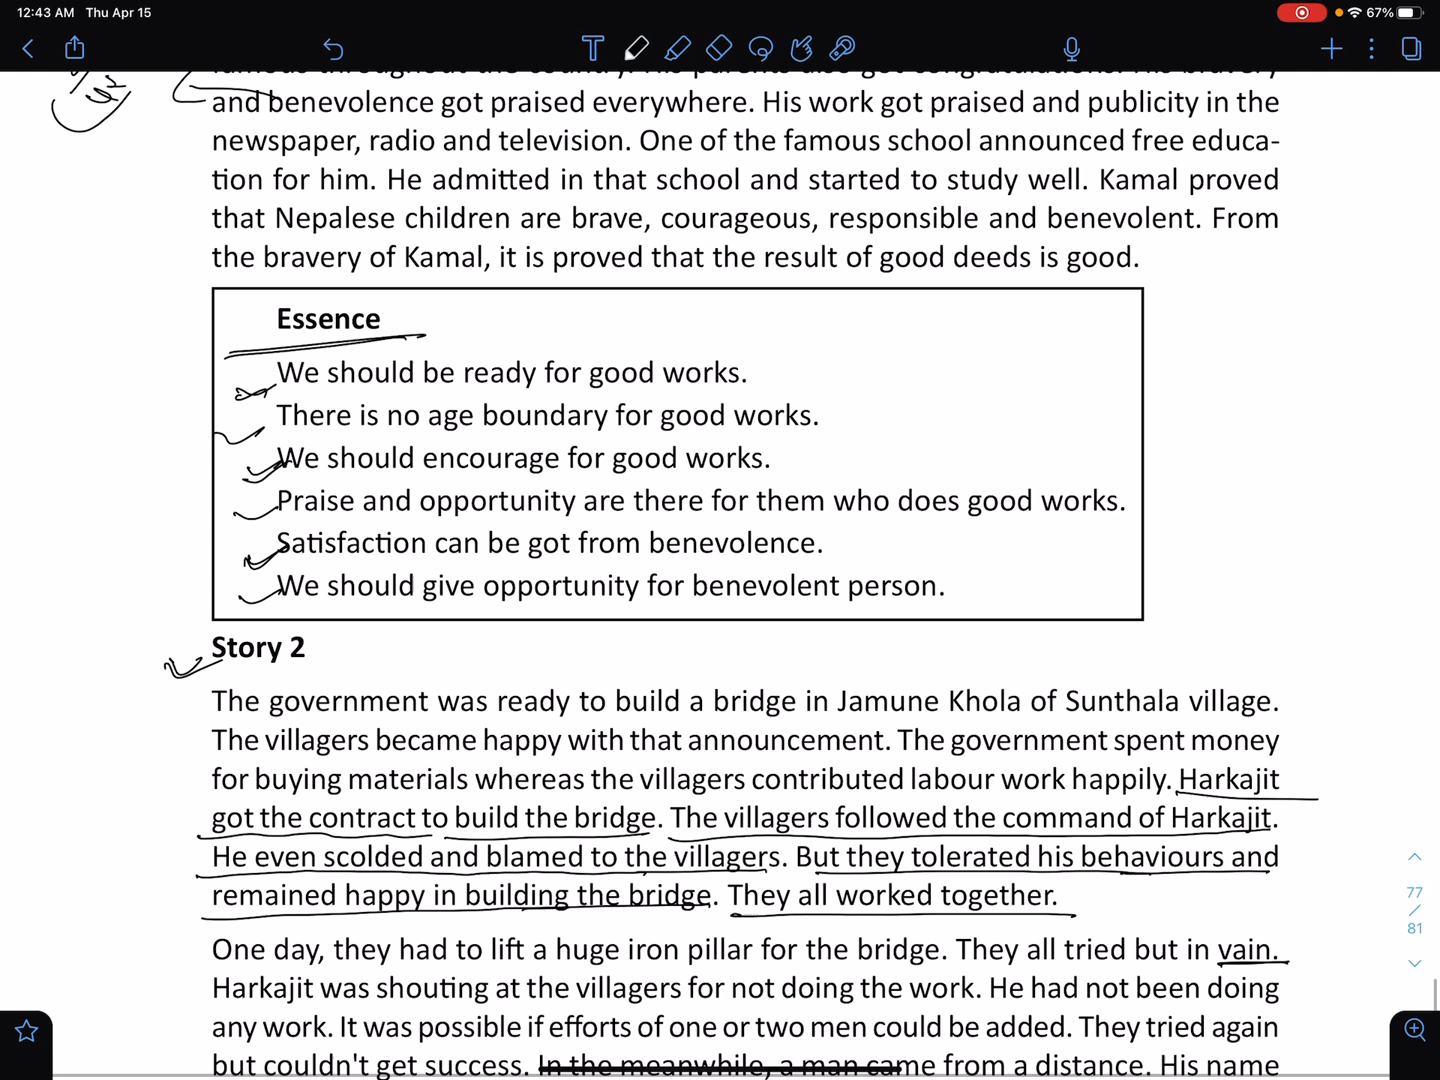 12:43 AM Thu Apr 15
67%
and benevolence got praised everywhere. His work got praised and publicity in the
newspaper, radio and television. One of the famous school announced free educa-
tion for him. He admitted in that school and started to study well. Kamal proved
that Nepalese children are brave, courageous, responsible and benevolent. From
the bravery of Kamal, it is proved that the result of good deeds is good.
Essence
We should be ready for good works.
There is no age boundary for good works.
We should encourage for good works.
Praise and opportunity are there for them who does good works.
Satisfaction can be got from benevolence.
We should give opportunity for benevolent person.
Story 2
The government was ready to build a bridge in Jamune Khola of Sunthala village.
The villagers became happy with that announcement. The government spent money
for buying materials whereas the villagers contributed labour work happily. Harkajit
got the contract to build the bridge. The villagers followed the command of Harkajit.
He even scolded and blamed to the villagers. But they tolerated his behaviours and
remained happy in building the bridge. They all worked together.
77
/
81
One day, they had to lift a huge iron pillar for the bridge. They all tried but in vain.
Harkajit was shouting at the villagers for not doing the work. He had not been doing
any work. It was possible if efforts of one or two men could be added. They tried again
but couldn't get success. In the meanwhile, a man came from a distance. His name